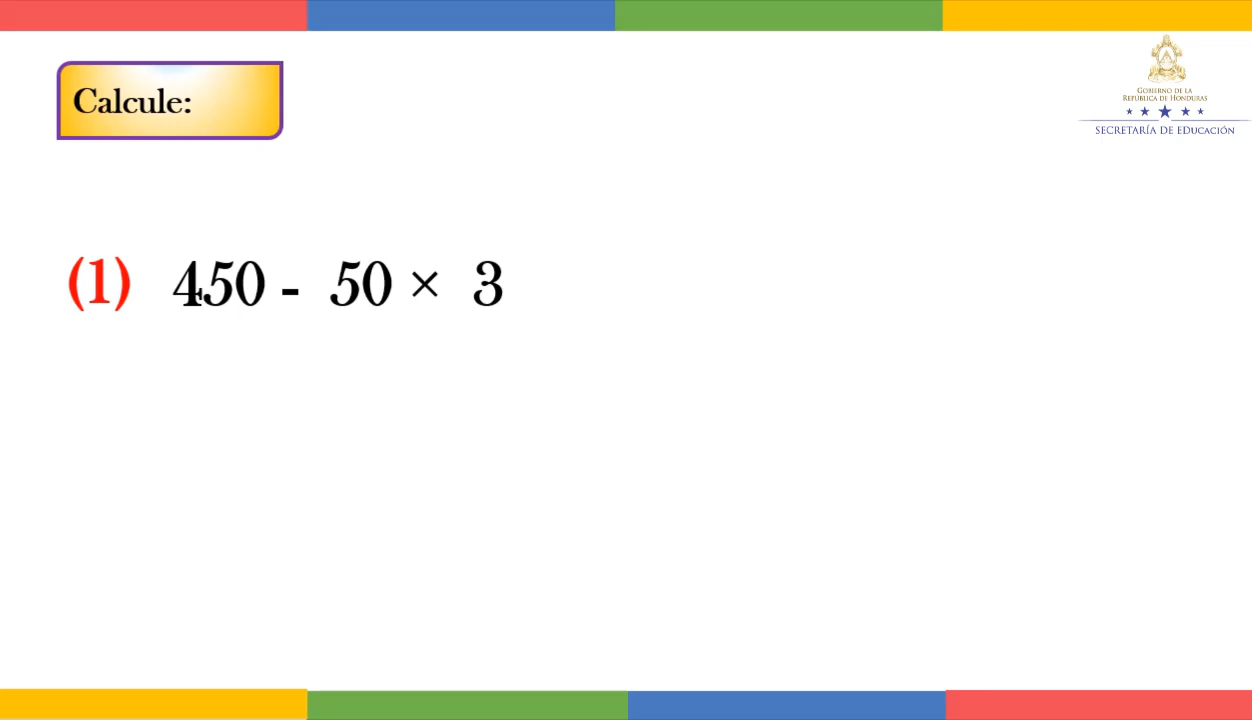 Calcule:
GOBIERNO DE LA
REPÚBLICA DE HONDURAS
SECRETARÍA DE EDUCACIÓN
(1) 450 - 50 × 3